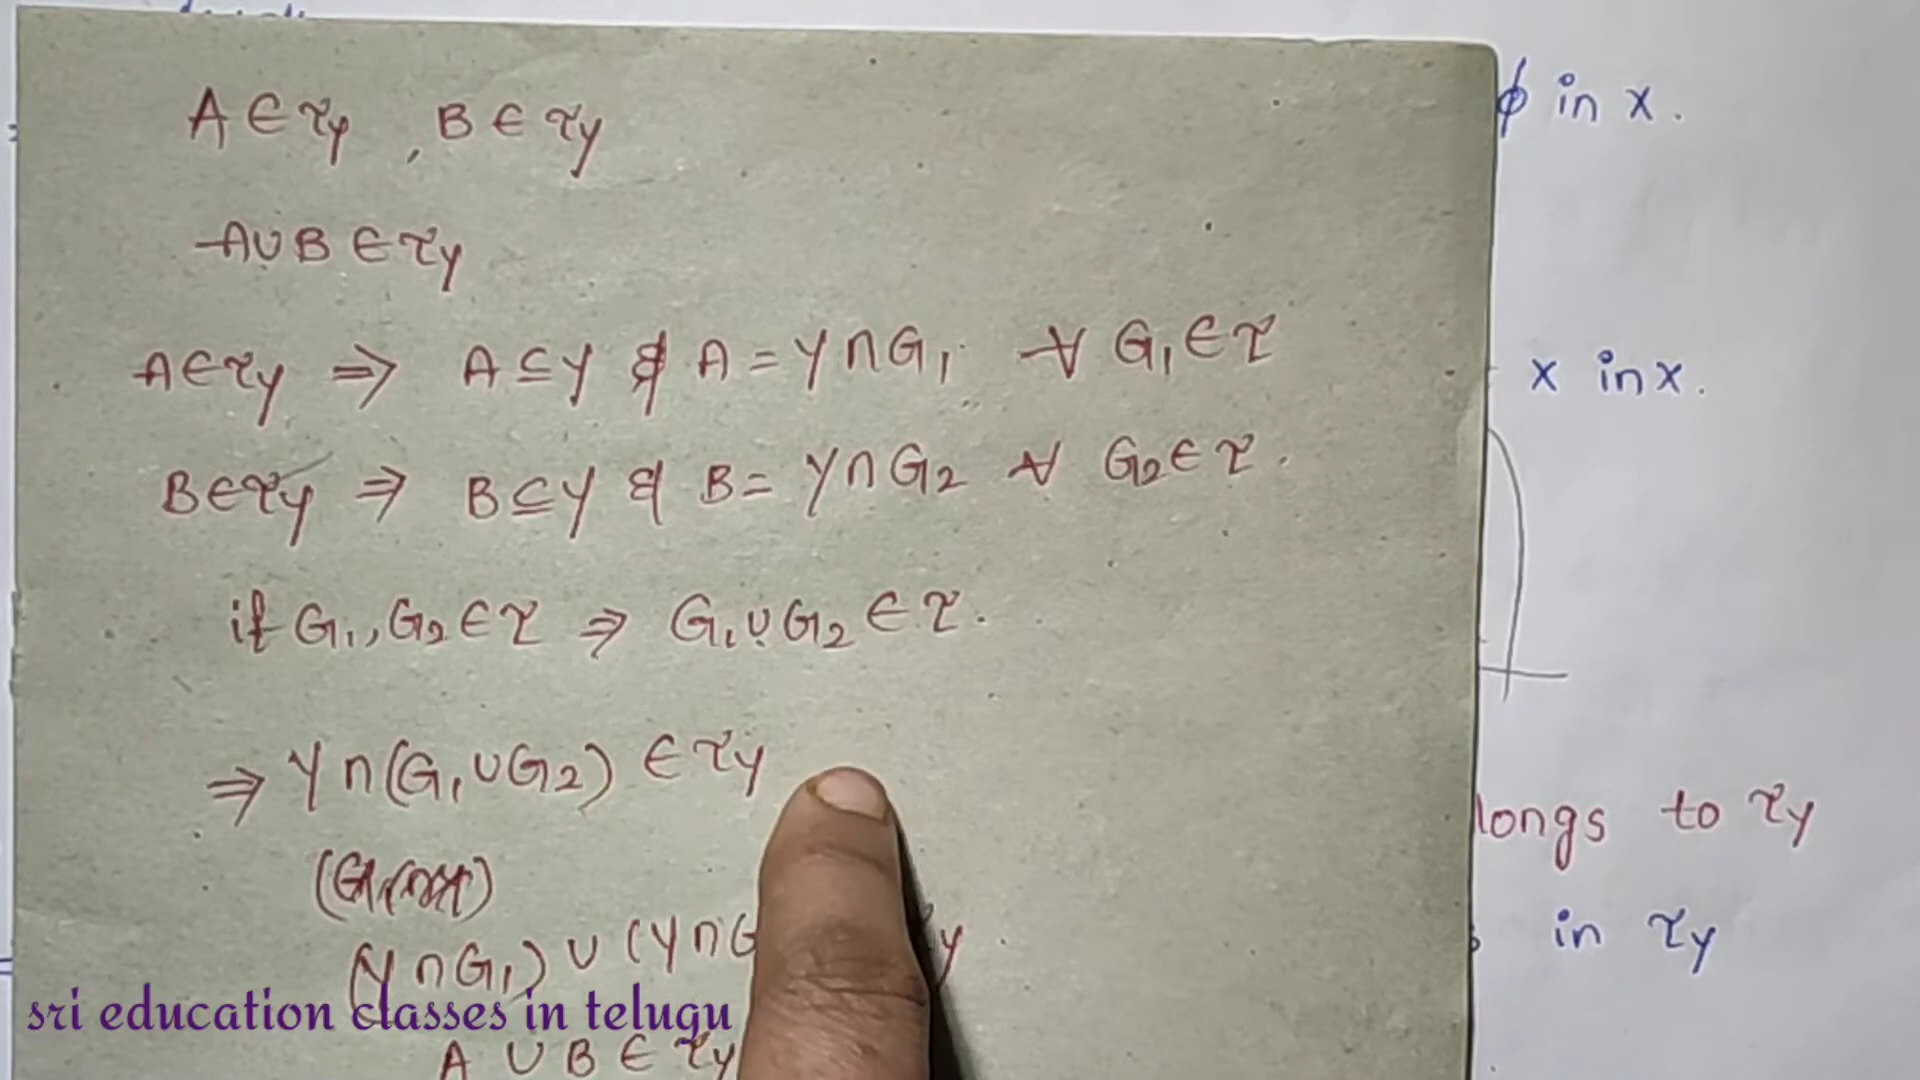 A ∈ τy , B ∈ τy
A∪B ∈ τy
A∈τy ⇒ A⊆Y & A = Y∩G₁ ∀ G₁∈τ
B∈τy ⇒ B⊆Y & B = Y∩G₂ ∀ G₂∈τ.
if G₁, G₂∈τ ⇒ G₁∪G₂ ∈ τ.
⇒ Y∩(G₁∪G₂) ∈ τy
(Y∩G₁) ∪ (Y∩G y.
A ∪ B ∈ τy
ϕ in x.
x in x.
longs to τy
in τy
sri education classes in telugu